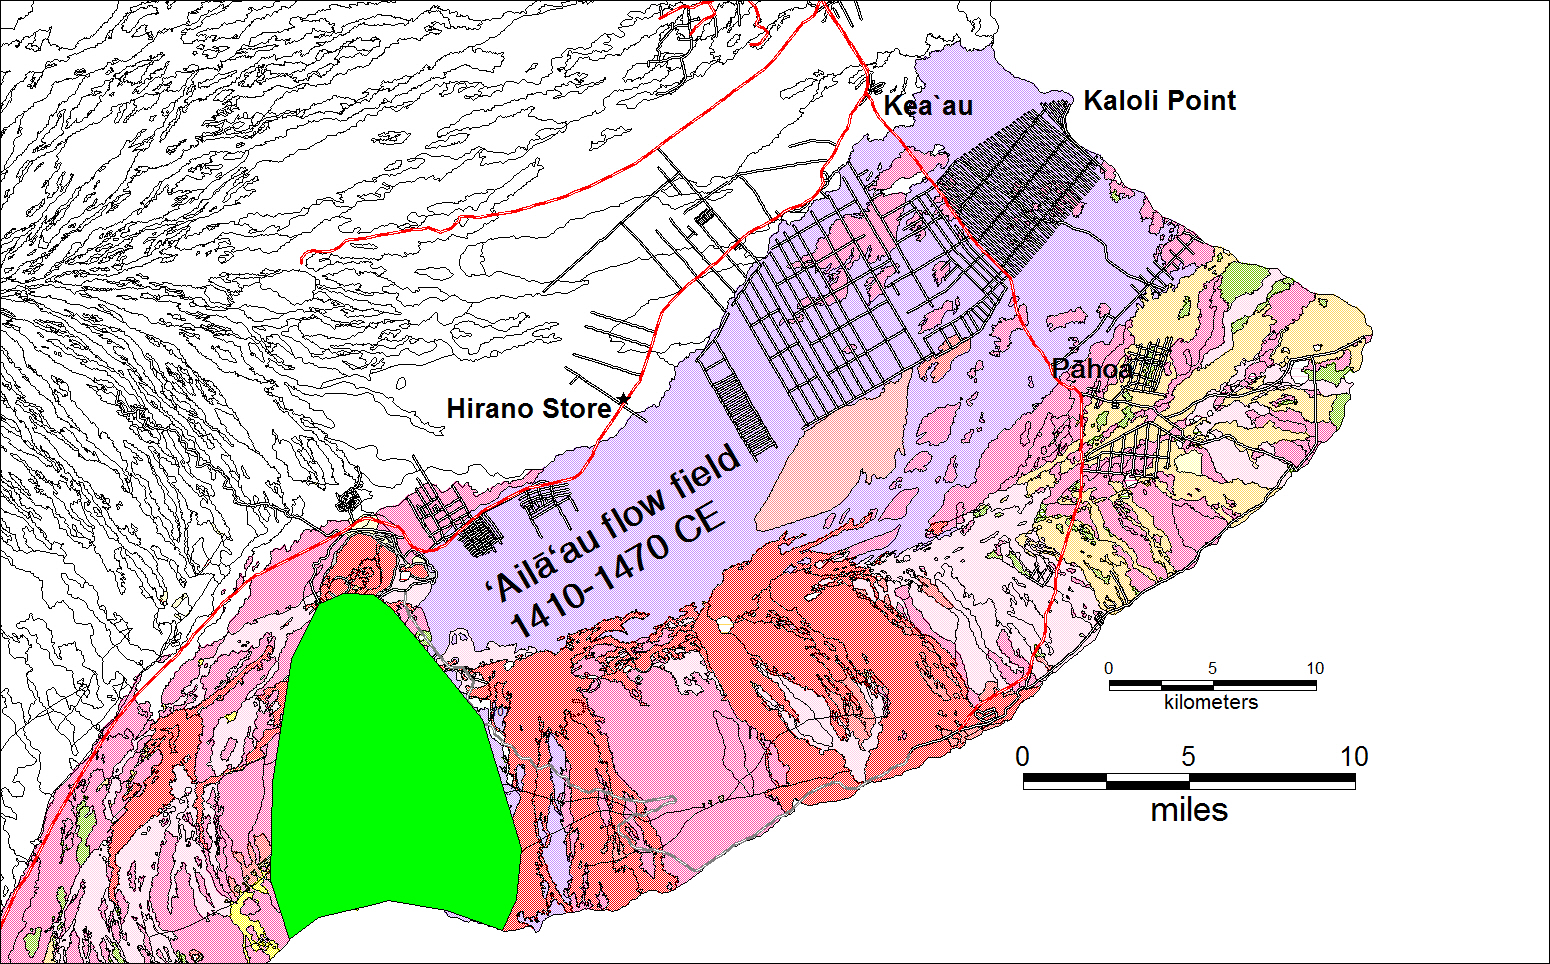 Kea`au
Kaloli Point
Pāhoa
Hirano Store
ʻAilāʻau flow field
1410-1470 CE
0 5 10
kilometers
0 5 10
miles